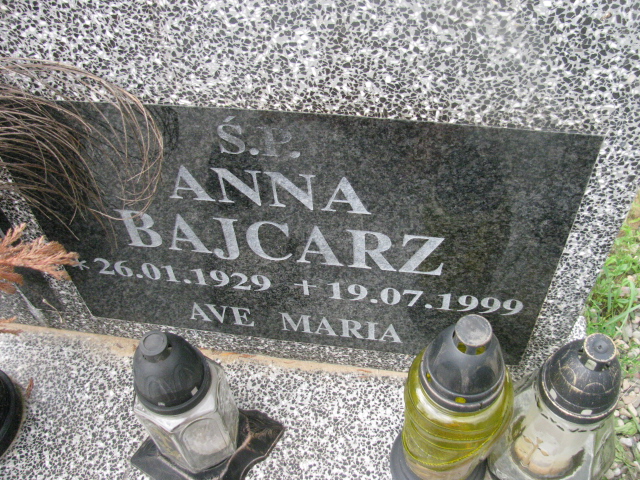 Ś.P.
ANNA
BAJCARZ
* 26.01.1929 + 19.07.1999
AVE MARIA